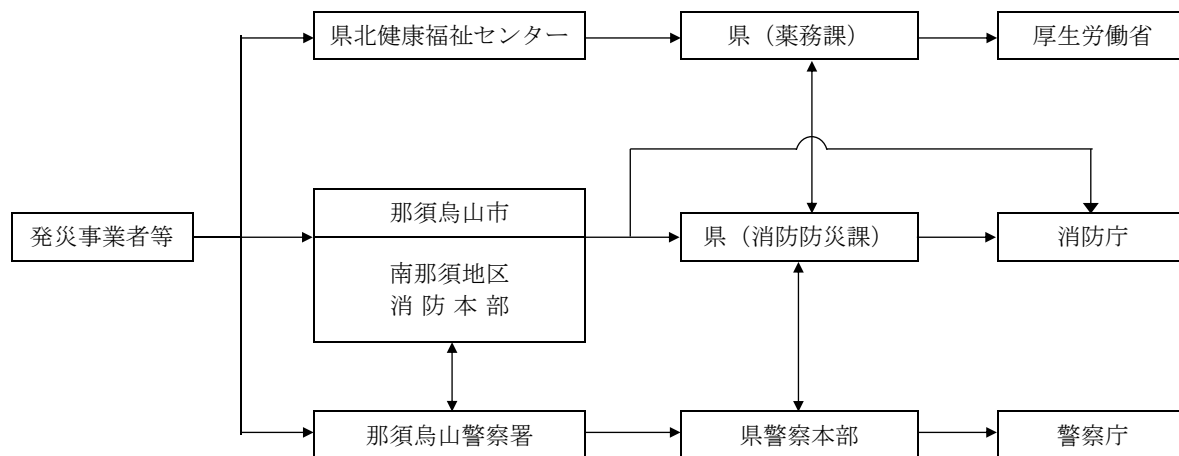 県北健康福祉センター
県（薬務課）
厚生労働省
発災事業者等
那須烏山市
南那須地区
消 防 本 部
県（消防防災課）
消防庁
那須烏山警察署
県警察本部
警察庁